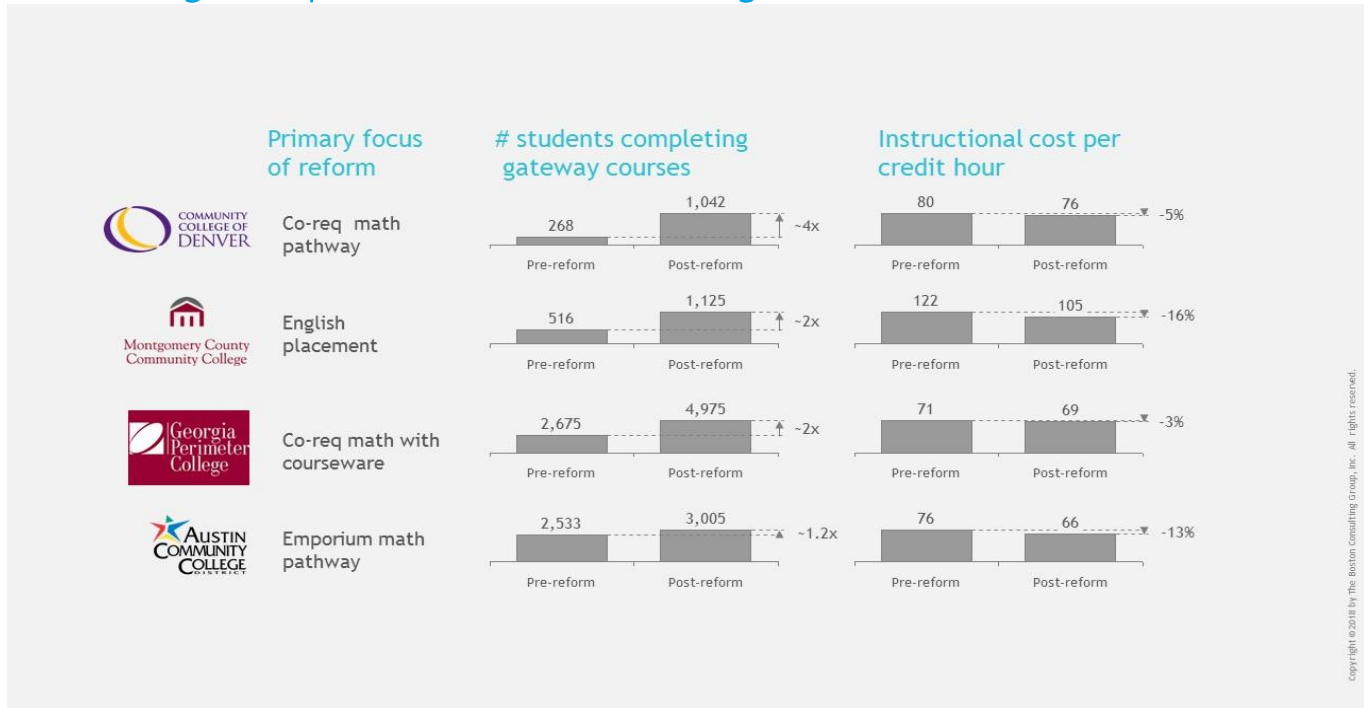 Primary focus
of reform
# students completing
gateway courses
Instructional cost per
credit hour
COMMUNITY
COLLEGE OF
DENVER
Co-req math
pathway
268
1,042
~4x
Pre-reform
Post-reform
80
76
-5%
Pre-reform
Post-reform
Montgomery County
Community College
English
placement
516
1,125
~2x
Pre-reform
Post-reform
122
105
-16%
Pre-reform
Post-reform
Georgia
Perimeter
College
Co-req math with
courseware
2,675
4,975
~2x
Pre-reform
Post-reform
71
69
-3%
Pre-reform
Post-reform
AUSTIN
COMMUNITY
COLLEGE
DISTRICT
Emporium math
pathway
2,533
3,005
~1.2x
Pre-reform
Post-reform
76
66
-13%
Pre-reform
Post-reform
Copyright © 2018 by The Boston Consulting Group, Inc. All rights reserved.